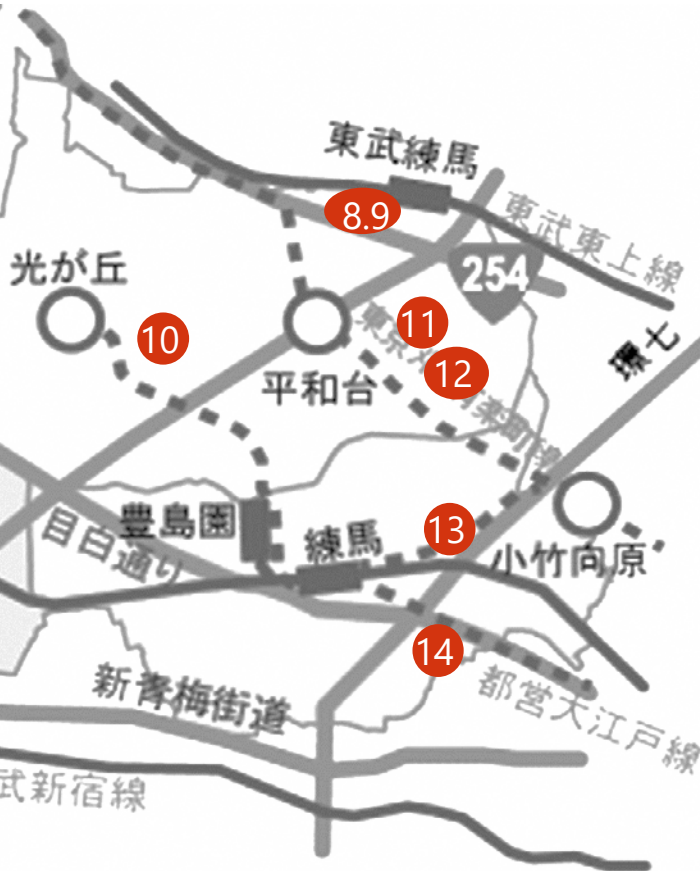 東武練馬
8.9
東武東上線
光が丘
254
10
11
環七
12
平和台
豊島園
練馬
13
目白通り
小竹向原
14
新青梅街道
都営大江戸線
武新宿線